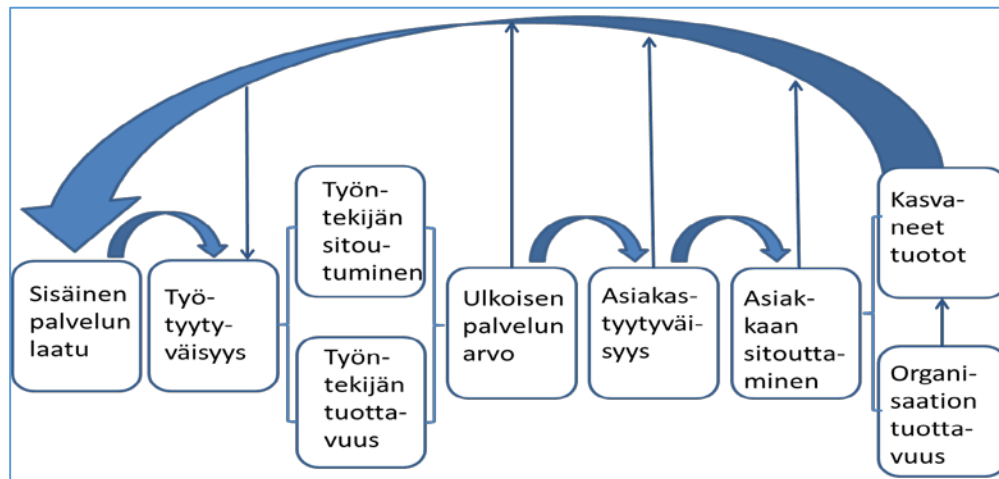 Sisäinen
palvelun
laatu
Työ-
tyyty-
väisyys
Työn-
tekijän
sitou-
tuminen
Työn-
tekijän
tuotta-
vuus
Ulkoisen
palvelun
arvo
Asiakas-
tyytyväi-
syys
Asiak-
kaan
sitoutta-
minen
Kasva-
neet
tuotot
Organi-
saation
tuotta-
vuus